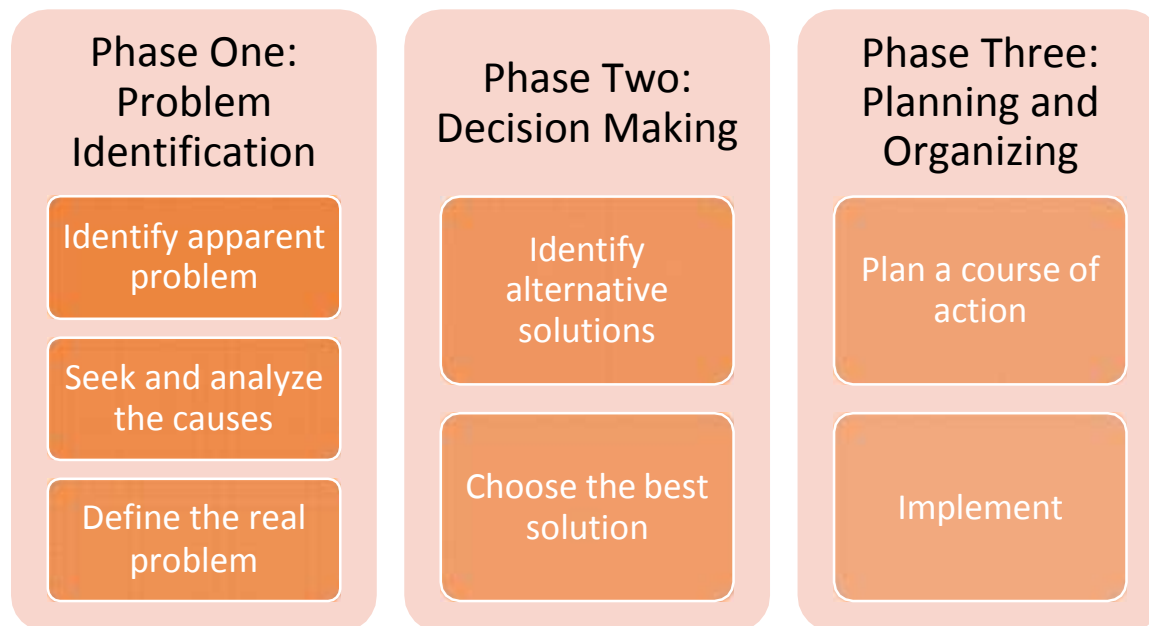 Phase One:
Problem
Identification
Identify apparent
problem
Seek and analyze
the causes
Define the real
problem
Phase Two:
Decision Making
Identify
alternative
solutions
Choose the best
solution
Phase Three:
Planning and
Organizing
Plan a course of
action
Implement